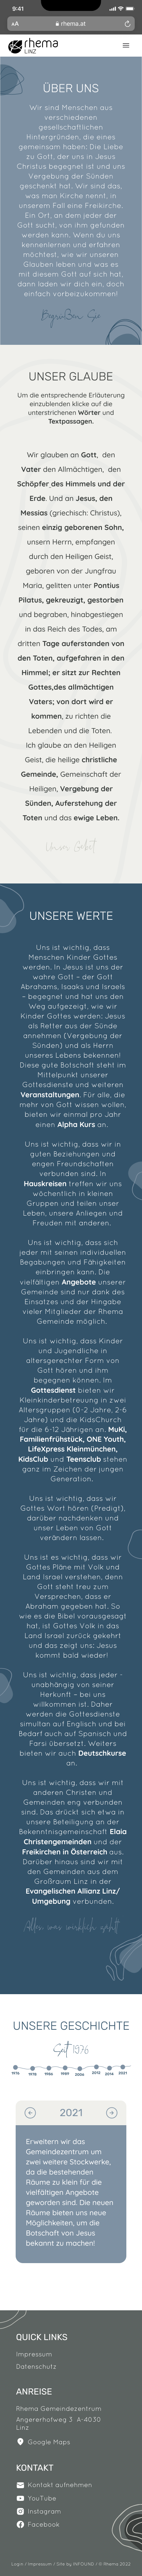 9:41
AA rhema.at
rhema
LINZ
ÜBER UNS
Wir sind Menschen aus
verschiedenen
gesellschaftlichen
Hintergründen, die eines
gemeinsam haben: Die Liebe
zu Gott, der uns in Jesus
Christus begegnet ist und uns
Vergebung der Sünden
geschenkt hat. Wir sind das,
was man Kirche nennt, in
unserem Fall eine Freikirche.
Ein Ort, an dem jeder der
Gott sucht, von ihm gefunden
werden kann. Wenn du uns
kennenlernen und erfahren
möchtest, wie wir unseren
Glauben leben und was es
mit diesem Gott auf sich hat,
dann laden wir dich ein, doch
einfach vorbeizukommen!
UNSER GLAUBE
Um die entsprechende Erläuterung
einzublenden klicke auf die
unterstrichenen Wörter und
Textpassagen.
Wir glauben an Gott, den
Vater den Allmächtigen, den
Schöpfer des Himmels und der
Erde. Und an Jesus, den
Messias (griechisch: Christus),
seinen einzig geborenen Sohn,
unsern Herrn, empfangen
durch den Heiligen Geist,
geboren von der Jungfrau
Maria, gelitten unter Pontius
Pilatus, gekreuzigt, gestorben
und begraben, hinabgestiegen
in das Reich des Todes, am
dritten Tage auferstanden von
den Toten, aufgefahren in den
Himmel; er sitzt zur Rechten
Gottes,des allmächtigen
Vaters; von dort wird er
kommen, zu richten die
Lebenden und die Toten.
Ich glaube an den Heiligen
Geist, die heilige christliche
Gemeinde, Gemeinschaft der
Heiligen, Vergebung der
Sünden, Auferstehung der
Toten und das ewige Leben.
Unser Gebet
UNSERE WERTE
Uns ist wichtig, dass
Menschen Kinder Gottes
werden. In Jesus ist uns der
wahre Gott – der Gott
Abrahams, Isaaks und Israels
– begegnet und hat uns den
Weg aufgezeigt, wie wir
Kinder Gottes werden: Jesus
als Retter aus der Sünde
annehmen (Vergebung der
Sünden) und als Herrn
unseres Lebens bekennen!
Diese gute Botschaft steht im
Mittelpunkt unserer
Gottesdienste und weiteren
Veranstaltungen. Für alle, die
mehr von Gott wissen wollen,
bieten wir einmal pro Jahr
einen Alpha Kurs an.
Uns ist wichtig, dass wir in
guten Beziehungen und
engen Freundschaften
verbunden sind. In
Hauskreisen treffen wir uns
wöchentlich in kleinen
Gruppen und teilen unser
Leben, unsere Anliegen und
Freuden mit anderen.
Uns ist wichtig, dass sich
jeder mit seinen individuellen
Begabungen und Fähigkeiten
einbringen kann. Die
vielfältigen Angebote unserer
Gemeinde sind nur dank des
Einsatzes und der Hingabe
vieler Mitglieder der Rhema
Gemeinde möglich.
Uns ist wichtig, dass Kinder
und Jugendliche in
altersgerechter Form von
Gott hören und ihm
begegnen können. Im
Gottesdienst bieten wir
Kleinkinderbetreuung in zwei
Altersgruppen (0-2 Jahre, 2-6
Jahre) und die KidsChurch
für die 6-12 Jährigen an. MuKi,
Familienfrühstück, ONE Youth,
LifeXpress Kleinmünchen,
KidsClub und Teensclub stehen
ganz im Zeichen der jungen
Generation.
Uns ist wichtig, dass wir
Gottes Wort hören (Predigt),
darüber nachdenken und
unser Leben von Gott
verändern lassen.
Uns ist es wichtig, dass wir
Gottes Pläne mit Volk und
Land Israel verstehen, denn
Gott steht treu zum
Versprechen, dass er
Abraham gegeben hat. So
wie es die Bibel vorausgesagt
hat, ist Gottes Volk in das
Land Israel zurück gekehrt
und das zeigt uns: Jesus
kommt bald wieder!
Uns ist wichtig, dass jeder -
unabhängig von seiner
Herkunft – bei uns
willkommen ist. Daher
werden die Gottesdienste
simultan auf Englisch und bei
Bedarf auch auf Spanisch und
Farsi übersetzt. Weiters
bieten wir auch Deutschkurse
an.
Uns ist wichtig, dass wir mit
anderen Christen und
Gemeinden eng verbunden
sind. Das drückt sich etwa in
unsere Beteiligung an der
Bekenntnisgemeinschaft Elaia
Christengemeinden und der
Freikirchen in Österreich aus.
Darüber hinaus sind wir mit
den Gemeinden aus dem
Großraum Linz in der
Evangelischen Allianz Linz/
Umgebung verbunden.
Alles, was wirklich zählt
UNSERE GESCHICHTE
Seit 1976
1976 1978 1986 1989 2006 2012 2014 2021
2021
Erweitern wir das
Gemeindezentrum um
zwei weitere Stockwerke,
da die bestehenden
Räume zu klein für die
vielfältigen Angebote
geworden sind. Die neuen
Räume bieten uns neue
Möglichkeiten, um die
Botschaft von Jesus
bekannt zu machen!
QUICK LINKS
Impressum
Datenschutz
ANREISE
Rhema Gemeindezentrum
Angererhofweg 3 A-4030
Linz
Google Maps
KONTAKT
Kontakt aufnehmen
YouTube
Instagram
Facebook
Login / Impressum / Site by INFOUND / © Rhema 2022